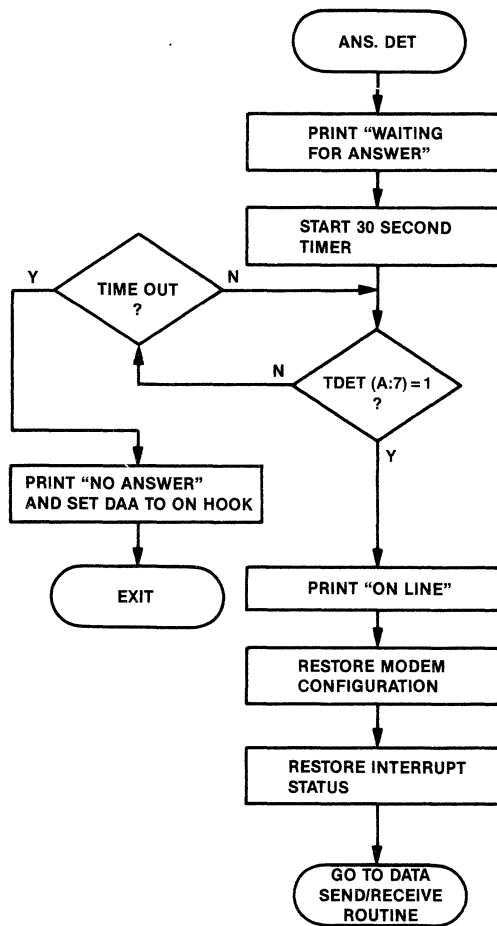 ANS. DET
PRINT “WAITING
FOR ANSWER”
START 30 SECOND
TIMER
Y
TIME OUT
?
N
N
TDET (A:7) = 1
?
Y
PRINT “NO ANSWER”
AND SET DAA TO ON HOOK
EXIT
PRINT “ON LINE”
RESTORE MODEM
CONFIGURATION
RESTORE INTERRUPT
STATUS
GO TO DATA
SEND/RECEIVE
ROUTINE